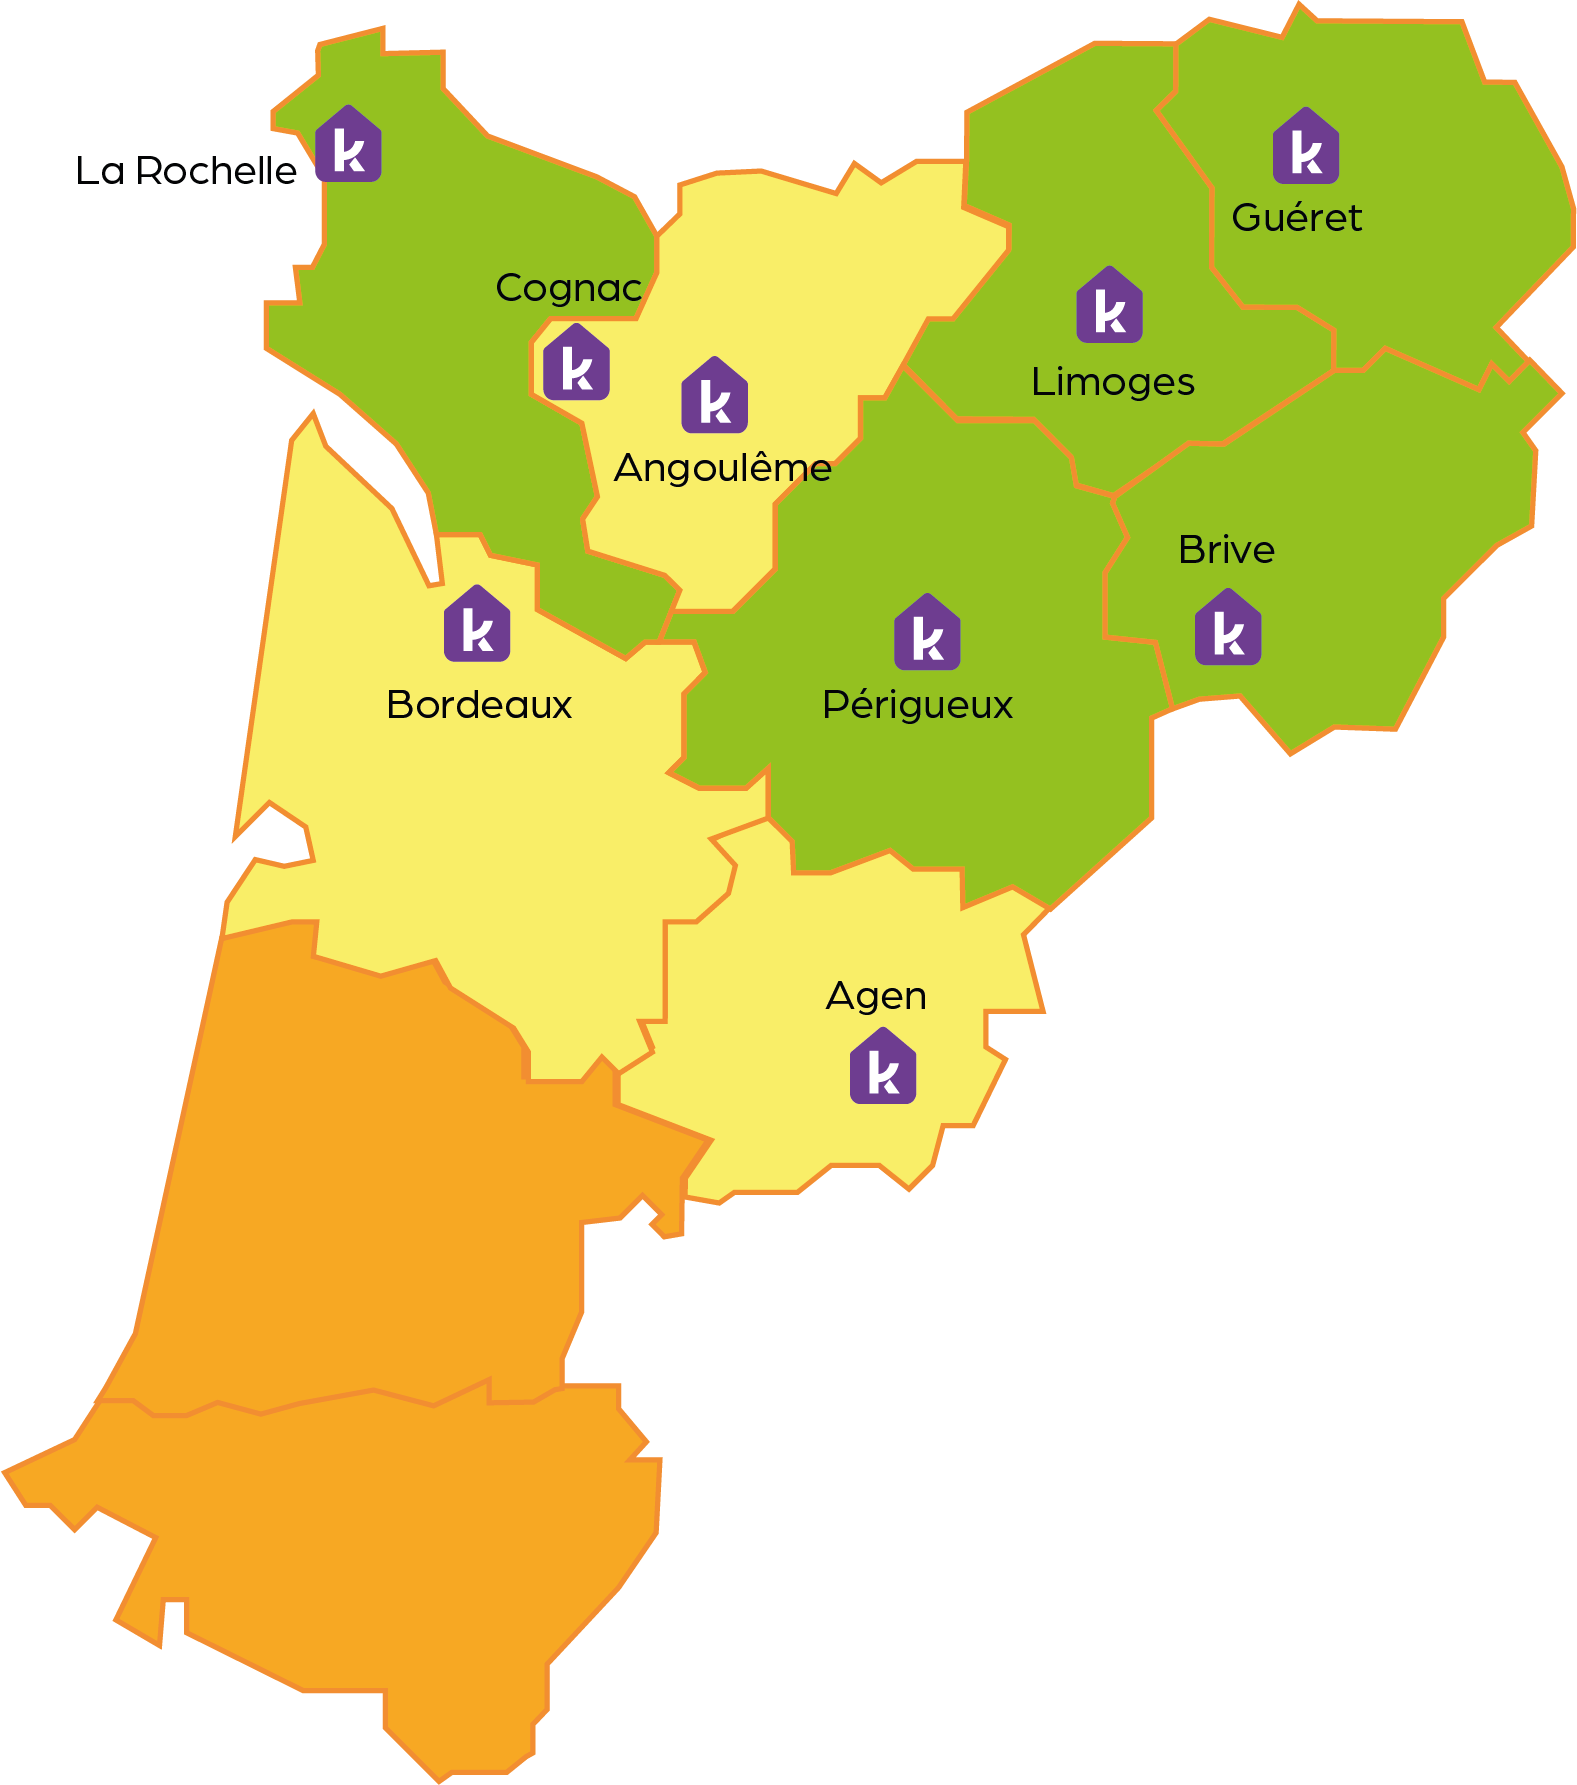 La Rochelle
k
Guéret
k
Cognac
k
Limoges
k
Angoulême
k
Brive
k
Bordeaux
k
Périgueux
k
Agen
k